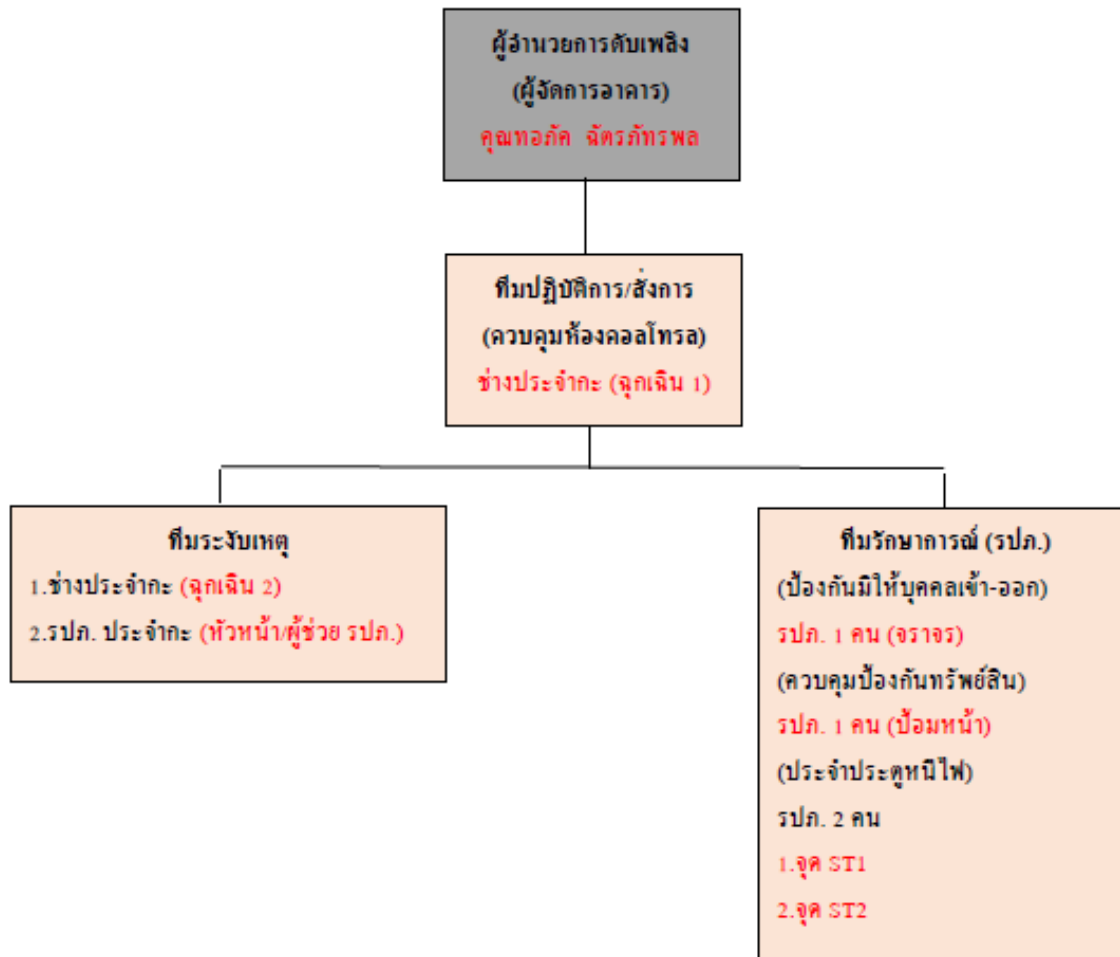 ผู้อำนวยการดับเพลิง
(ผู้จัดการอาคาร)
คุณทอภัค ฉัตรภัทรพล
ทีมปฏิบัติการ/สั่งการ
(ควบคุมห้องคอลโทรล)
ช่างประจำกะ (ฉุกเฉิน 1)
ทีมระงับเหตุ
1.ช่างประจำกะ (ฉุกเฉิน 2)
2.รปภ. ประจำกะ (หัวหน้า/ผู้ช่วย รปภ.)
ทีมรักษาการณ์ (รปภ.)
(ป้องกันมิให้บุคคลเข้า-ออก)
รปภ. 1 คน (จราจร)
(ควบคุมป้องกันทรัพย์สิน)
รปภ. 1 คน (ป้อมหน้า)
(ประจำประตูหนีไฟ)
รปภ. 2 คน
1.จุด ST1
2.จุด ST2